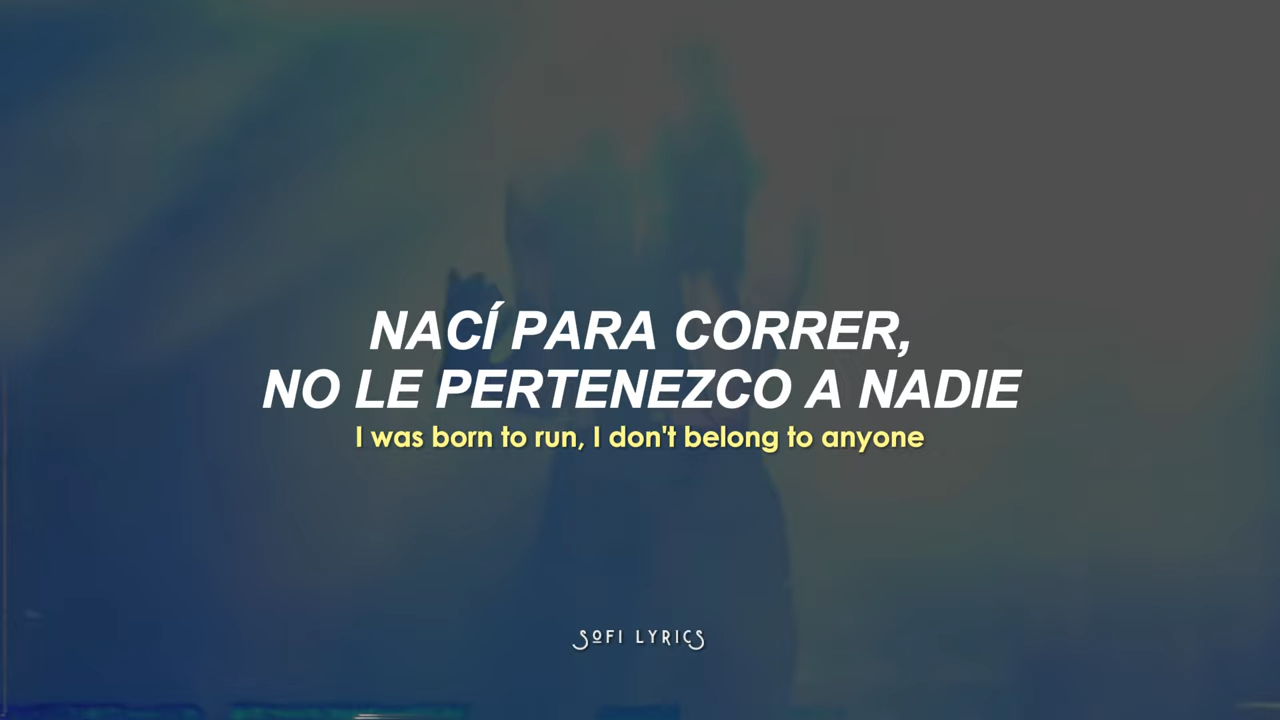 NACÍ PARA CORRER,
NO LE PERTENEZCO A NADIE
I was born to run, I don't belong to anyone
SOFI LYRICS